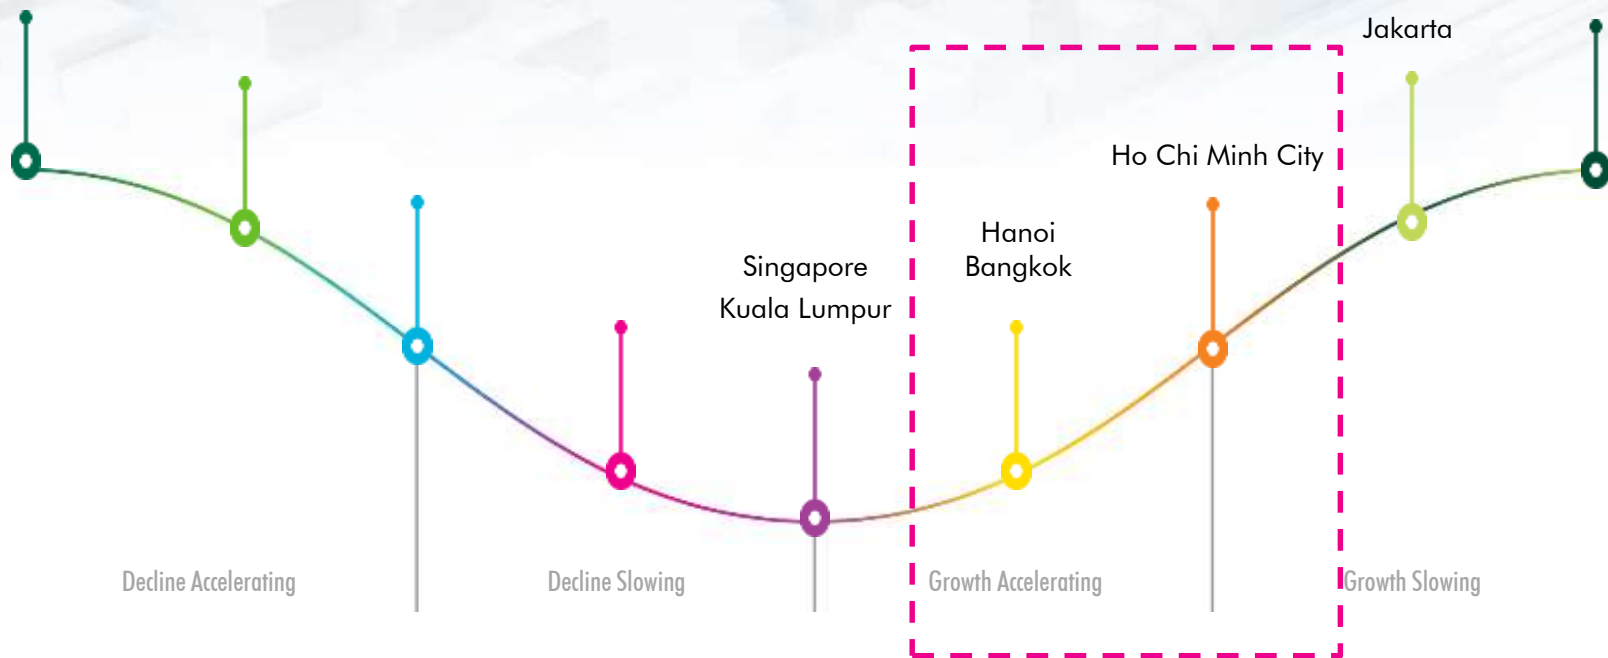 Jakarta
Ho Chi Minh City
Hanoi
Bangkok
Singapore
Kuala Lumpur
Decline Accelerating
Decline Slowing
Growth Accelerating
Growth Slowing